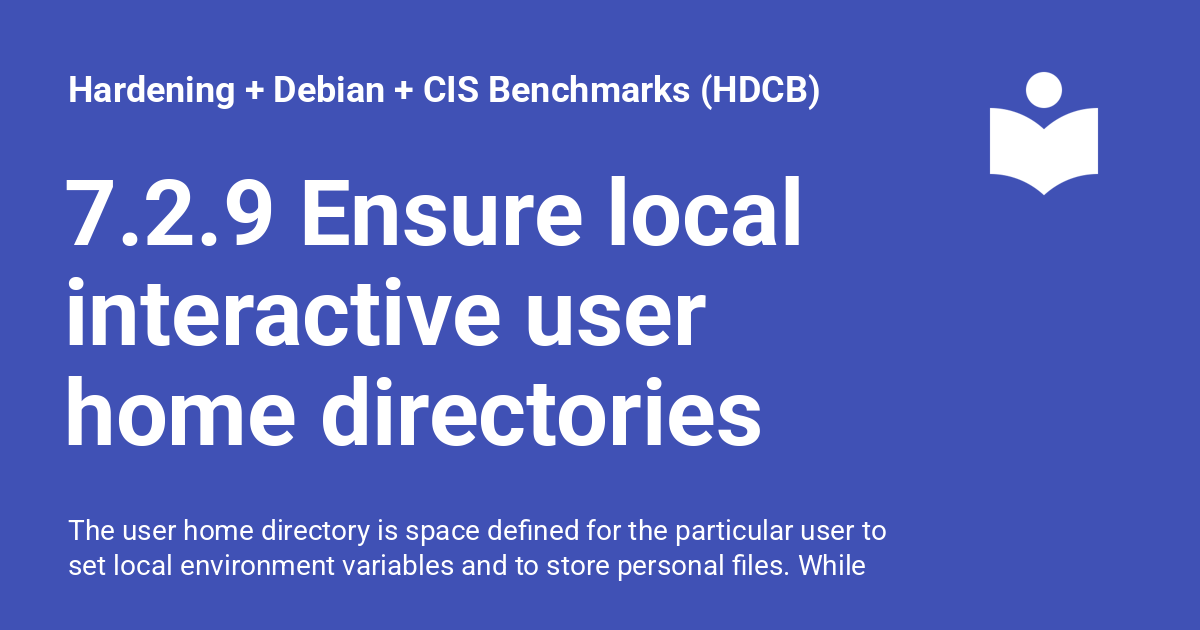 Hardening + Debian + CIS Benchmarks (HDCB)
7.2.9 Ensure local
interactive user
home directories
The user home directory is space defined for the particular user to
set local environment variables and to store personal files. While